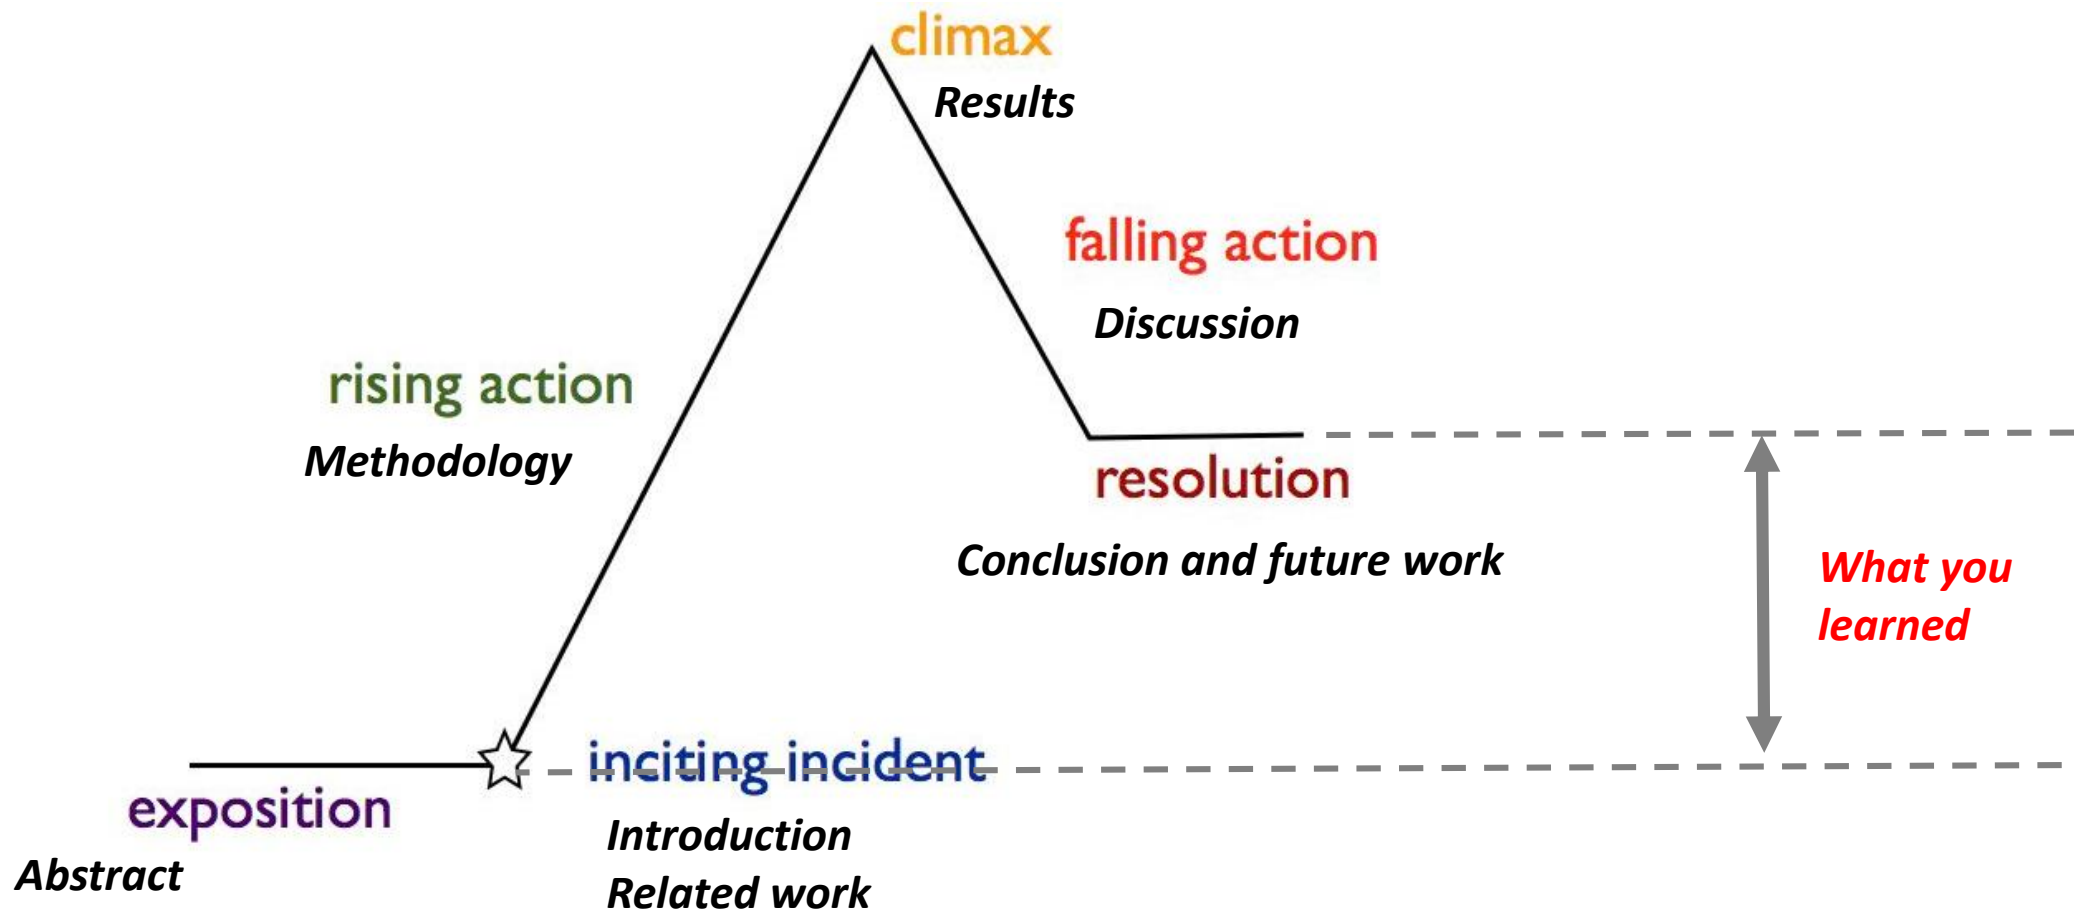 climax
Results
falling action
Discussion
rising action
Methodology
resolution
Conclusion and future work
What you
learned
inciting incident
exposition
Introduction
Abstract
Related work